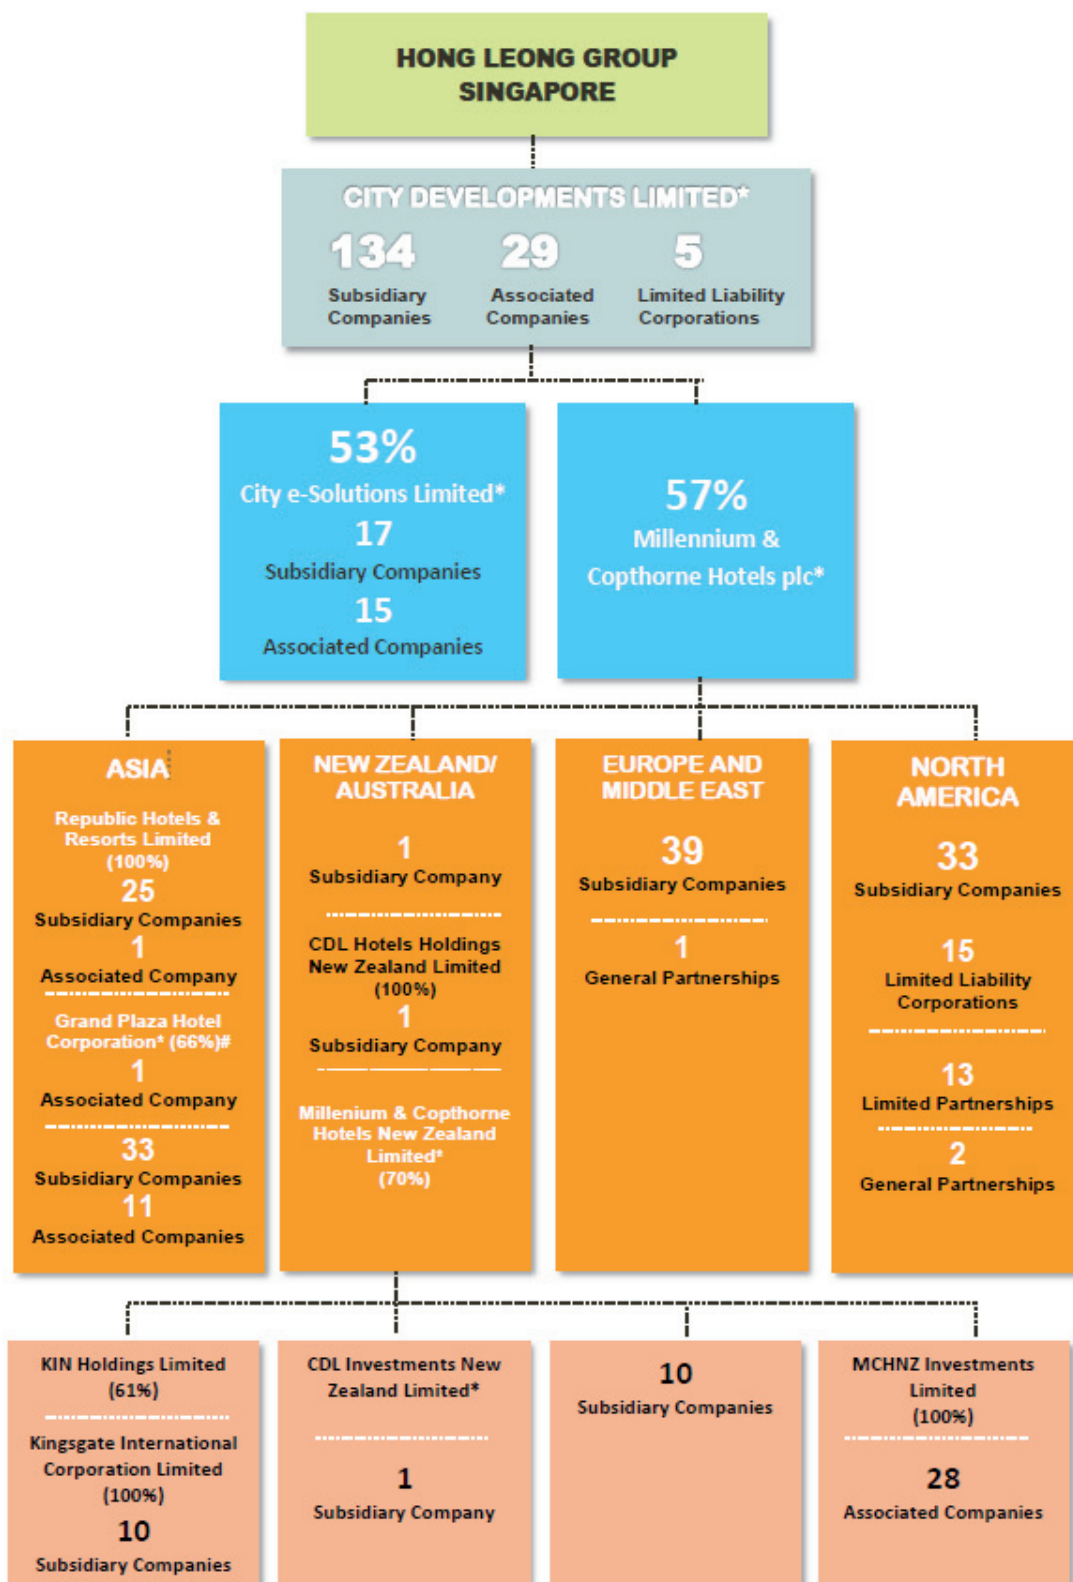 HONG LEONG GROUP
SINGAPORE
CITY DEVELOPMENTS LIMITED*
134
Subsidiary
Companies
29
Associated
Companies
5
Limited Liability
Corporations
53%
City e-Solutions Limited*
17
Subsidiary Companies
15
Associated Companies
57%
Millennium &
Copthorne Hotels plc*
ASIA
Republic Hotels &
Resorts Limited
(100%)
25
Subsidiary Companies
1
Associated Company
Grand Plaza Hotel
Corporation* (66%)#
1
Associated Company
33
Subsidiary Companies
11
Associated Companies
NEW ZEALAND/
AUSTRALIA
1
Subsidiary Company
CDL Hotels Holdings
New Zealand Limited
(100%)
1
Subsidiary Company
Millenium & Copthorne
Hotels New Zealand
Limited*
(70%)
EUROPE AND
MIDDLE EAST
39
Subsidiary Companies
1
General Partnerships
NORTH
AMERICA
33
Subsidiary Companies
15
Limited Liability
Corporations
13
Limited Partnerships
2
General Partnerships
KIN Holdings Limited
(61%)
Kingsgate International
Corporation Limited
(100%)
10
Subsidiary Companies
CDL Investments New
Zealand Limited*
1
Subsidiary Company
10
Subsidiary Companies
MCHNZ Investments
Limited
(100%)
28
Associated Companies